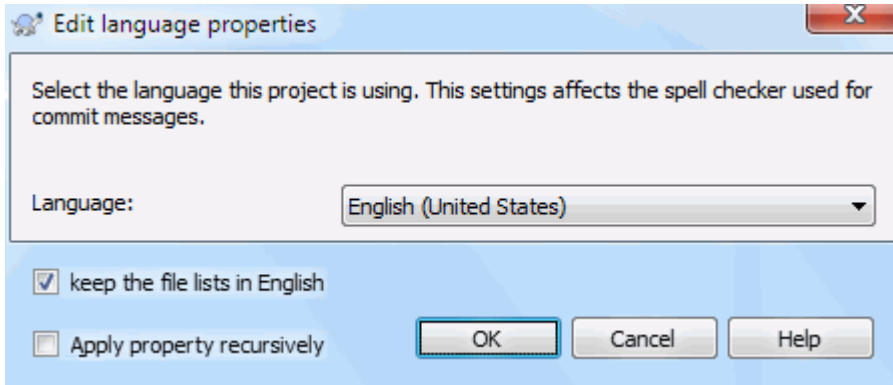 Edit language properties
Select the language this project is using. This settings affects the spell checker used for
commit messages.
Language: English (United States)
keep the file lists in English
Apply property recursively OK Cancel Help